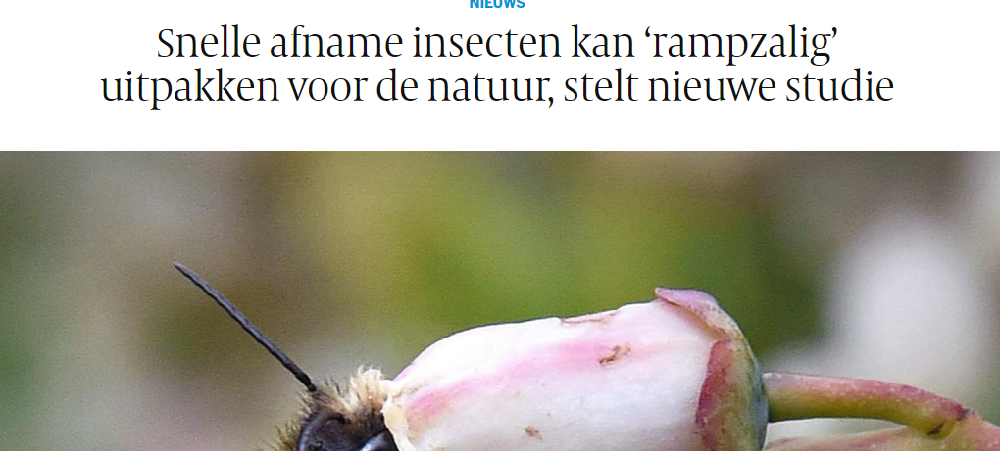 NIEUWS
Snelle afname insecten kan ‘rampzalig’
uitpakken voor de natuur, stelt nieuwe studie